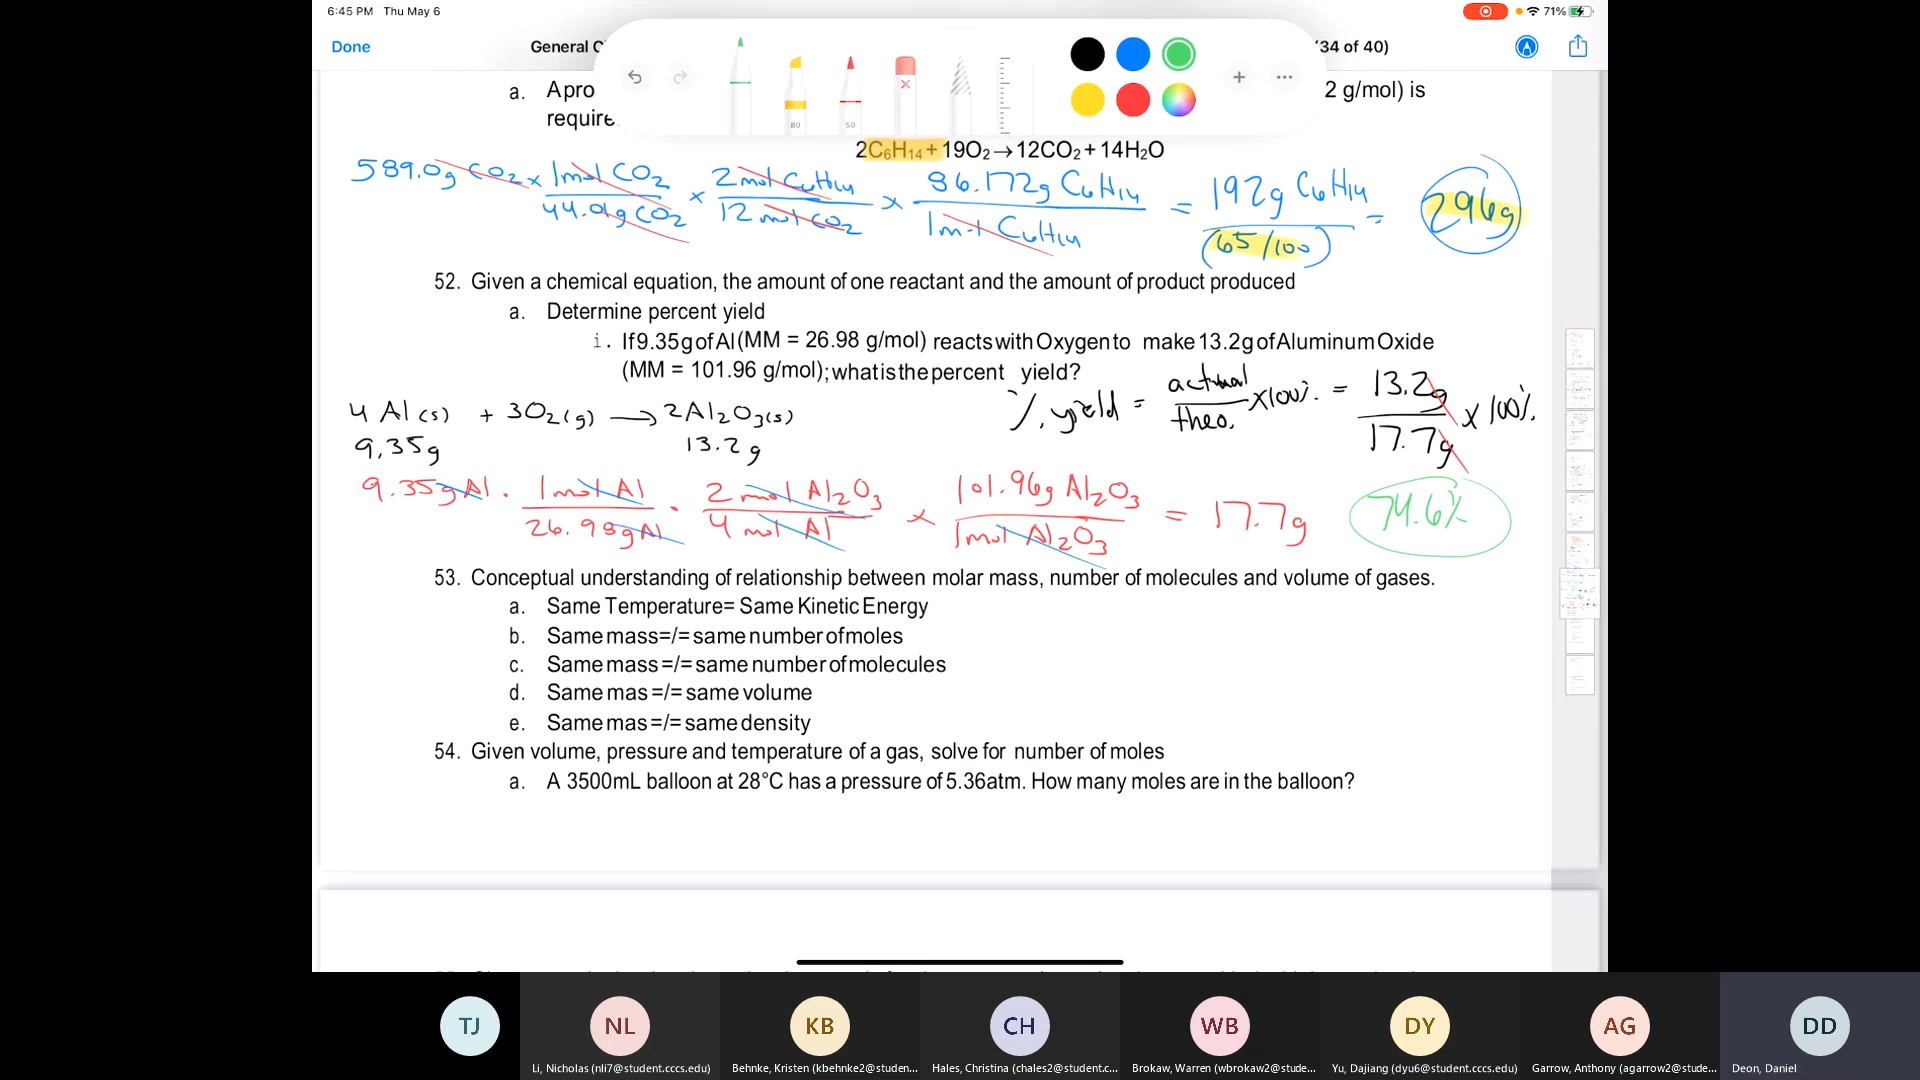 6:45 PM Thu May 6
71%
Done
General C
(34 of 40)
80
50
a. A pro
2 g/mol) is
require
2C₆H₁₄ + 19O₂ → 12CO₂ + 14H₂O
589.0g CO₂ × 1mol CO₂ / 44.01g CO₂ × 2mol C₆H₁₄ / 12 mol CO₂ × 86.172g C₆H₁₄ / 1mol C₆H₁₄ = 192g C₆H₁₄ / (65/100) = 296g
52. Given a chemical equation, the amount of one reactant and the amount of product produced
a. Determine percent yield
i. If 9.35g of Al (MM = 26.98 g/mol) reacts with Oxygen to make 13.2g of Aluminum Oxide
(MM = 101.96 g/mol); what is the percent yield?
4 Al(s) + 3O₂(g) → 2Al₂O₃(s)
9.35g 13.2g
% yield = actual / theo. × 100% = 13.2g / 17.7g × 100%
9.35g Al · 1mol Al / 26.98g Al · 2 mol Al₂O₃ / 4 mol Al × 101.96g Al₂O₃ / 1mol Al₂O₃ = 17.7g
74.6%
53. Conceptual understanding of relationship between molar mass, number of molecules and volume of gases.
a. Same Temperature= Same Kinetic Energy
b. Same mass=/= same number of moles
c. Same mass =/= same number of molecules
d. Same mas =/= same volume
e. Same mas =/= same density
54. Given volume, pressure and temperature of a gas, solve for number of moles
a. A 3500mL balloon at 28°C has a pressure of 5.36atm. How many moles are in the balloon?
TJ
NL
KB
CH
WB
DY
AG
DD
Li, Nicholas (nli7@student.cccs.edu)
Behnke, Kristen (kbehnke2@studen...
Hales, Christina (chales2@student.c...
Brokaw, Warren (wbrokaw2@stude...
Yu, Dajiang (dyu6@student.cccs.edu)
Garrow, Anthony (agarrow2@stude...
Deon, Daniel